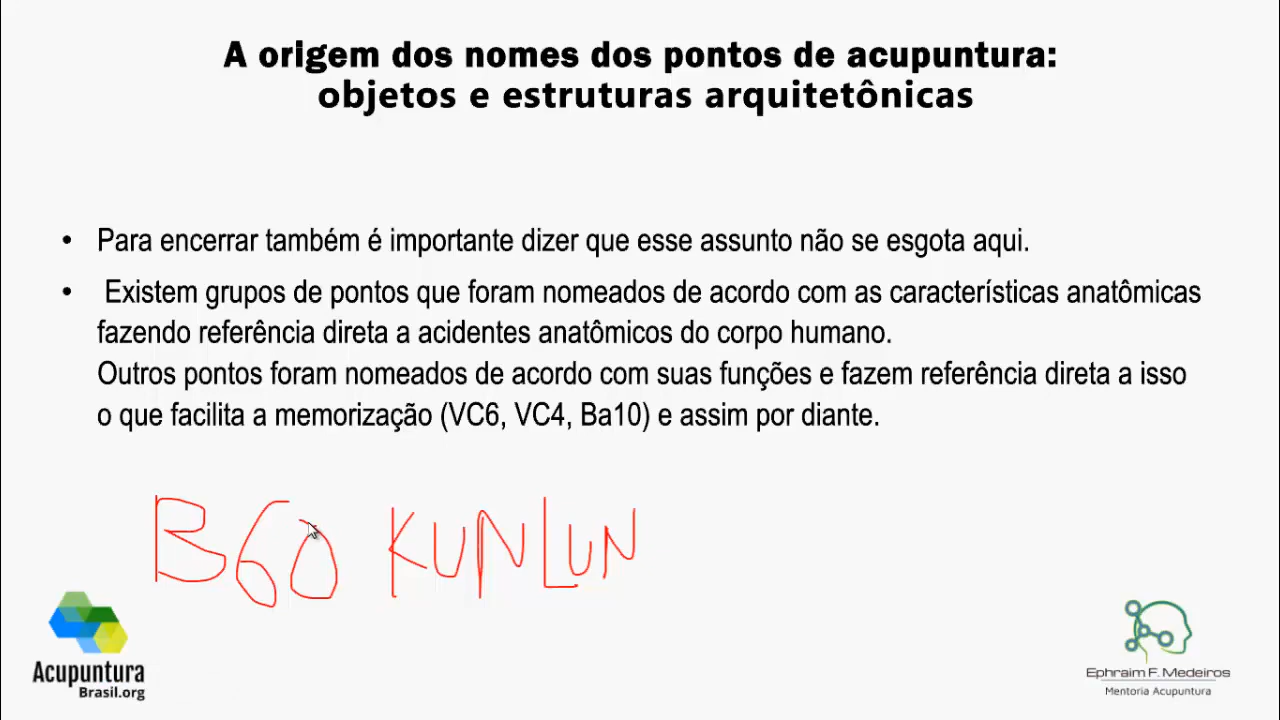 A origem dos nomes dos pontos de acupuntura:
objetos e estruturas arquitetônicas
• Para encerrar também é importante dizer que esse assunto não se esgota aqui.
• Existem grupos de pontos que foram nomeados de acordo com as características anatômicas
fazendo referência direta a acidentes anatômicos do corpo humano.
Outros pontos foram nomeados de acordo com suas funções e fazem referência direta a isso
o que facilita a memorização (VC6, VC4, Ba10) e assim por diante.
B60 KUNLUN
Acupuntura
Brasil.org
Ephraim F. Medeiros
Mentoria Acupuntura